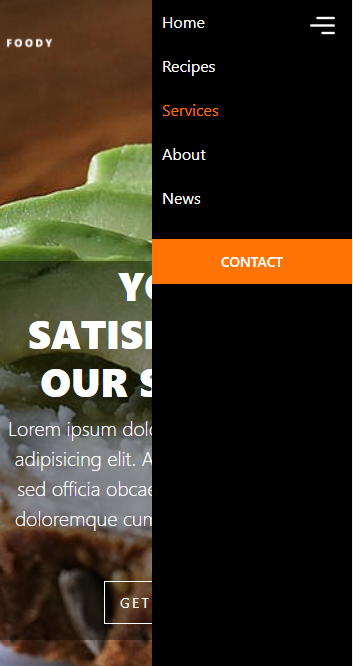 FOODY
Home
Recipes
Services
About
News
CONTACT
SATISF
OUR S
Lorem ipsum dolo
adipisicing elit. A
sed officia obcae
doloremque cum
GET